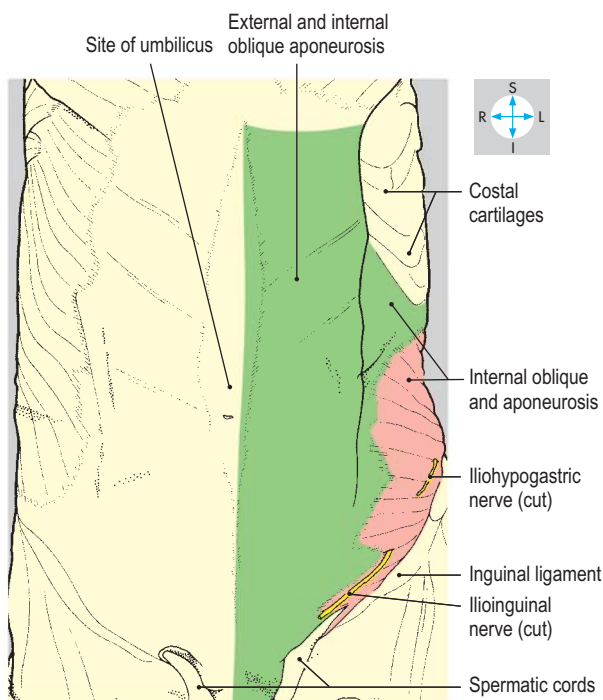 External and internal
oblique aponeurosis
Site of umbilicus
S
R L
I
Costal
cartilages
Internal oblique
and aponeurosis
Iliohypogastric
nerve (cut)
Inguinal ligament
Ilioinguinal
nerve (cut)
Spermatic cords